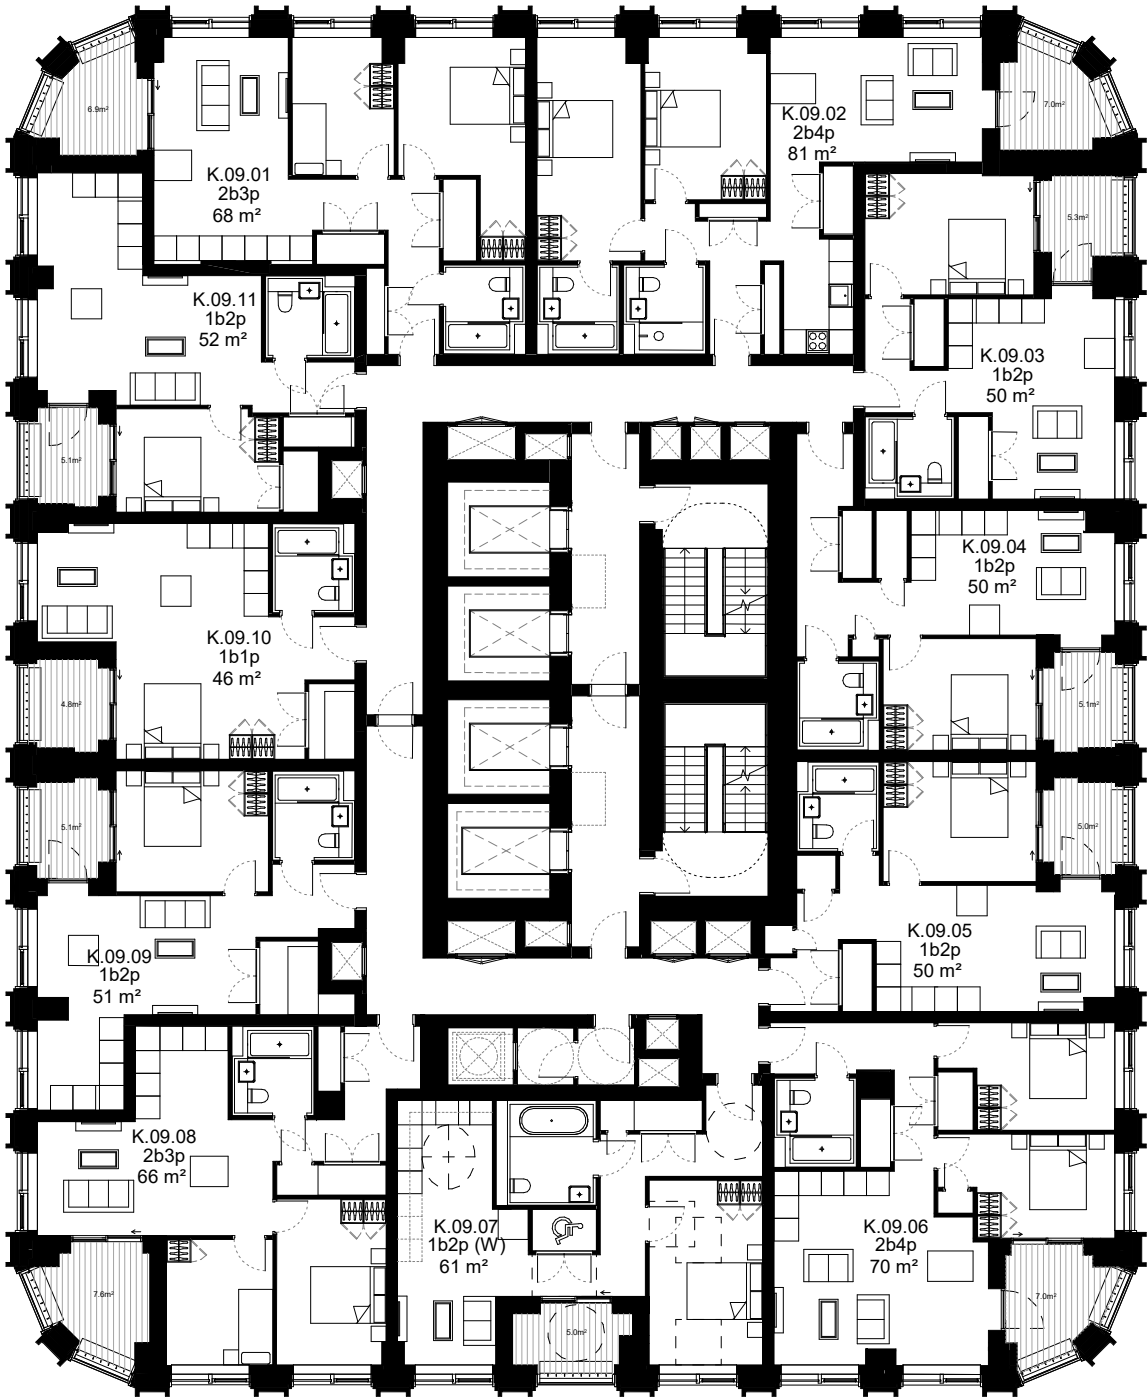 6.9m²
K.09.01
2b3p
68 m²
K.09.02
2b4p
81 m²
7.0m²
5.3m²
K.09.11
1b2p
52 m²
K.09.03
1b2p
50 m²
5.1m²
K.09.04
1b2p
50 m²
K.09.10
1b1p
46 m²
4.8m²
5.1m²
5.1m²
5.0m²
K.09.09
1b2p
51 m²
K.09.05
1b2p
50 m²
K.09.08
2b3p
66 m²
K.09.07
1b2p (W)
61 m²
K.09.06
2b4p
70 m²
7.6m²
5.0m²
7.0m²